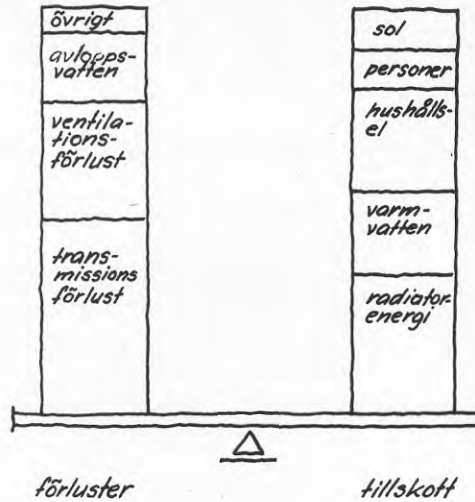 övrigt
avlopps-
vatten
ventila-
tions-
förlust
trans-
missions
förlust
förluster
sol
personer
hushålls-
el
varm-
vatten
radiator-
energi
tillskott